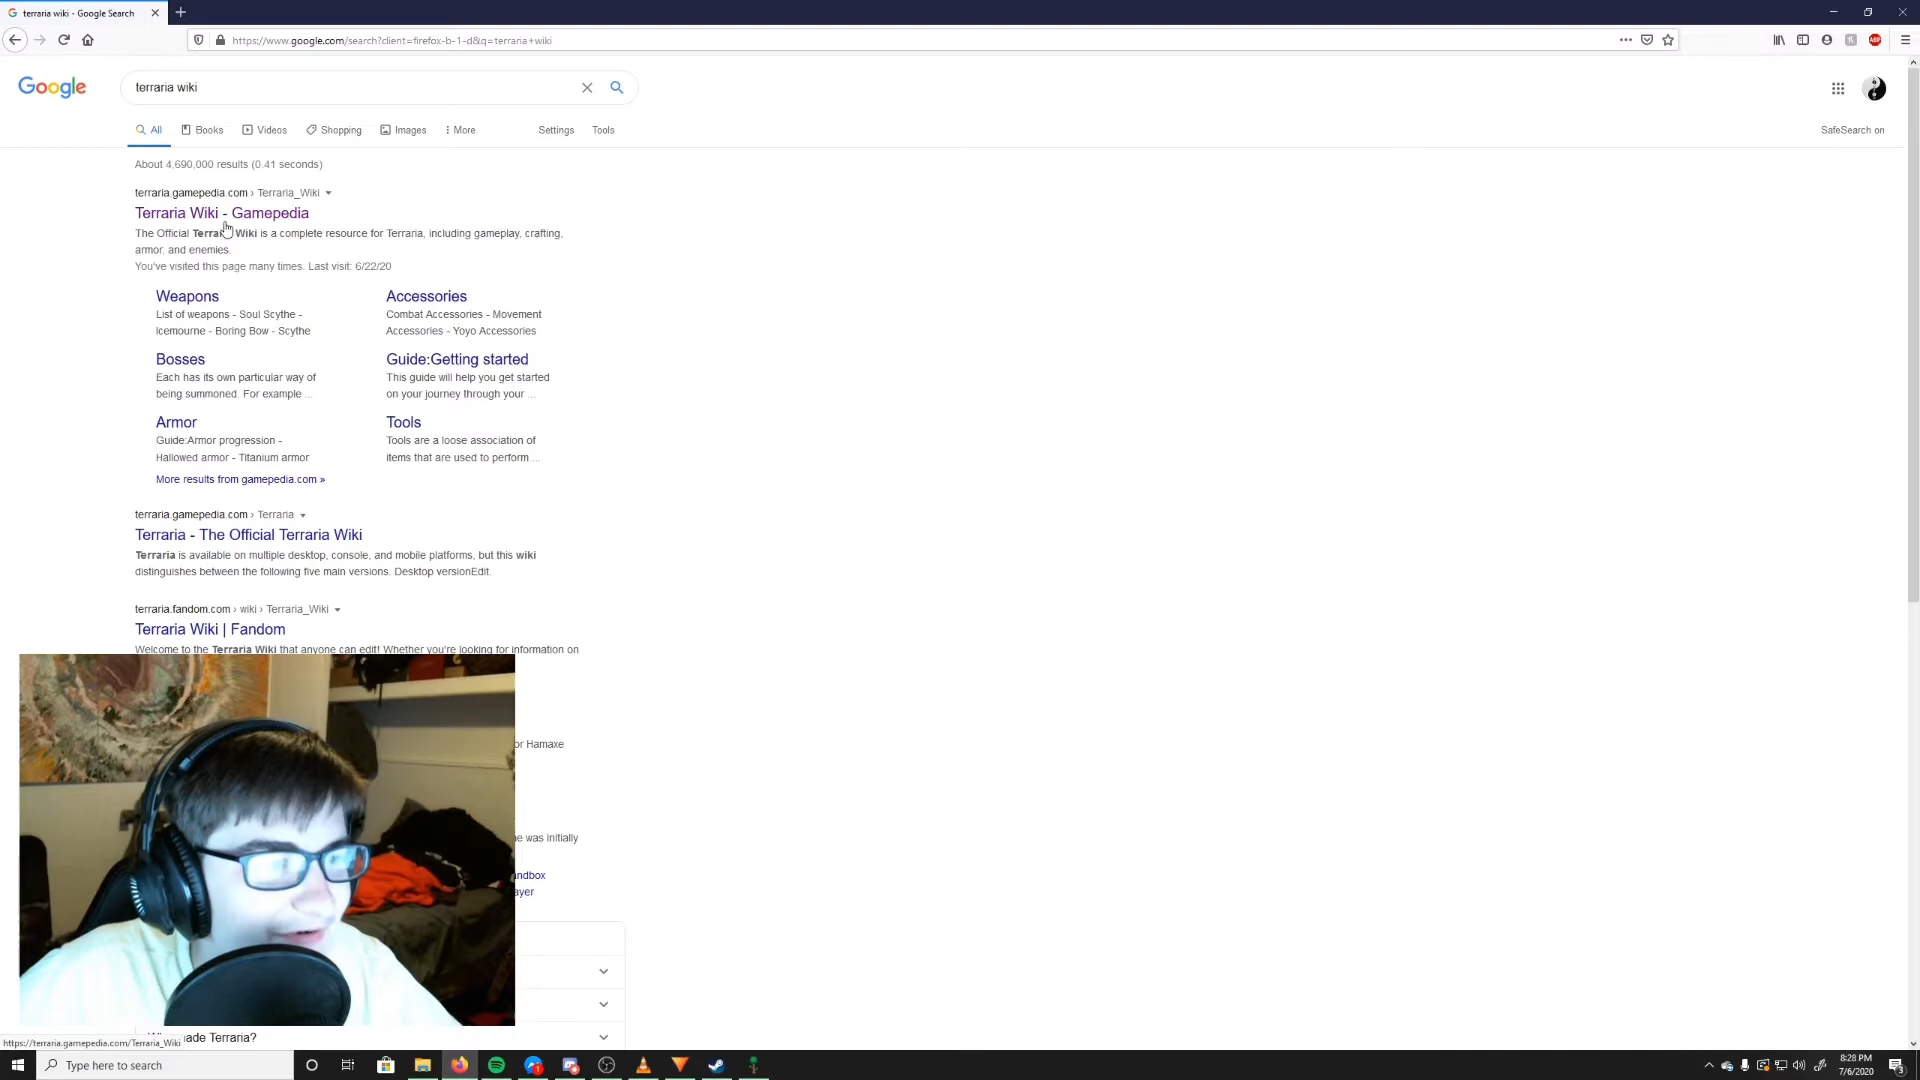 terraria wiki - Google Search
https://www.google.com/search?client=firefox-b-1-d&q=terraria+wiki
ABP
Google
terraria wiki
All Books Videos Shopping Images More Settings Tools
SafeSearch on
About 4,690,000 results (0.41 seconds)
terraria.gamepedia.com › Terraria_Wiki
Terraria Wiki - Gamepedia
The Official Terraria Wiki is a complete resource for Terraria, including gameplay, crafting,
armor, and enemies.
You've visited this page many times. Last visit: 6/22/20
Weapons
List of weapons - Soul Scythe -
Icemourne - Boring Bow - Scythe
Accessories
Combat Accessories - Movement
Accessories - Yoyo Accessories
Bosses
Each has its own particular way of
being summoned. For example ...
Guide:Getting started
This guide will help you get started
on your journey through your ...
Armor
Guide:Armor progression -
Hallowed armor - Titanium armor
Tools
Tools are a loose association of
items that are used to perform ...
More results from gamepedia.com »
terraria.gamepedia.com › Terraria
Terraria - The Official Terraria Wiki
Terraria is available on multiple desktop, console, and mobile platforms, but this wiki
distinguishes between the following five main versions. Desktop versionEdit.
terraria.fandom.com › wiki › Terraria_Wiki
Terraria Wiki | Fandom
Welcome to the Terraria Wiki that anyone can edit! Whether you're looking for information on
or Hamaxe
e was initially
andbox
ayer
ade Terraria?
https://terraria.gamepedia.com/Terraria_Wiki
Type here to search
1
8:28 PM
7/6/2020
3